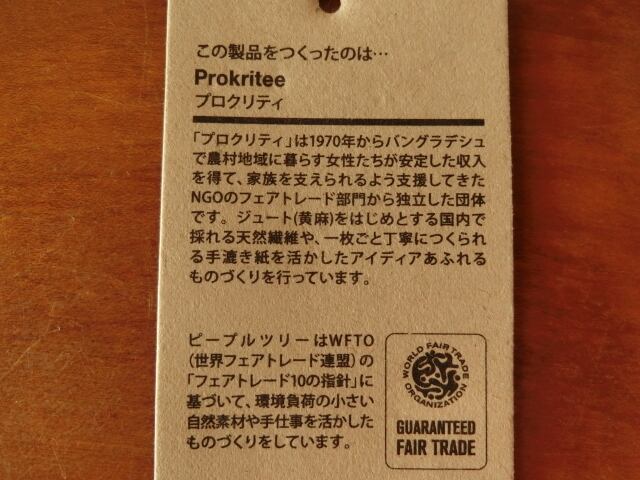 この製品をつくったのは…
Prokritee
プロクリティ
「プロクリティ」は1970年からバングラデシュ
で農村地域に暮らす女性たちが安定した収入
を得て、家族を支えられるよう支援してきた
NGOのフェアトレード部門から独立した団体
です。ジュート(黄麻)をはじめとする国内で
採れる天然繊維や、一枚ごと丁寧につくられ
る手漉き紙を活かしたアイディアあふれる
ものづくりを行っています。
ピープルツリーはWFTO
(世界フェアトレード連盟)の
「フェアトレード10の指針」に
基づいて、環境負荷の小さい
自然素材や手仕事を活かした
ものづくりをしています。
WORLD FAIR TRADE
ORGANIZATION
GUARANTEED
FAIR TRADE